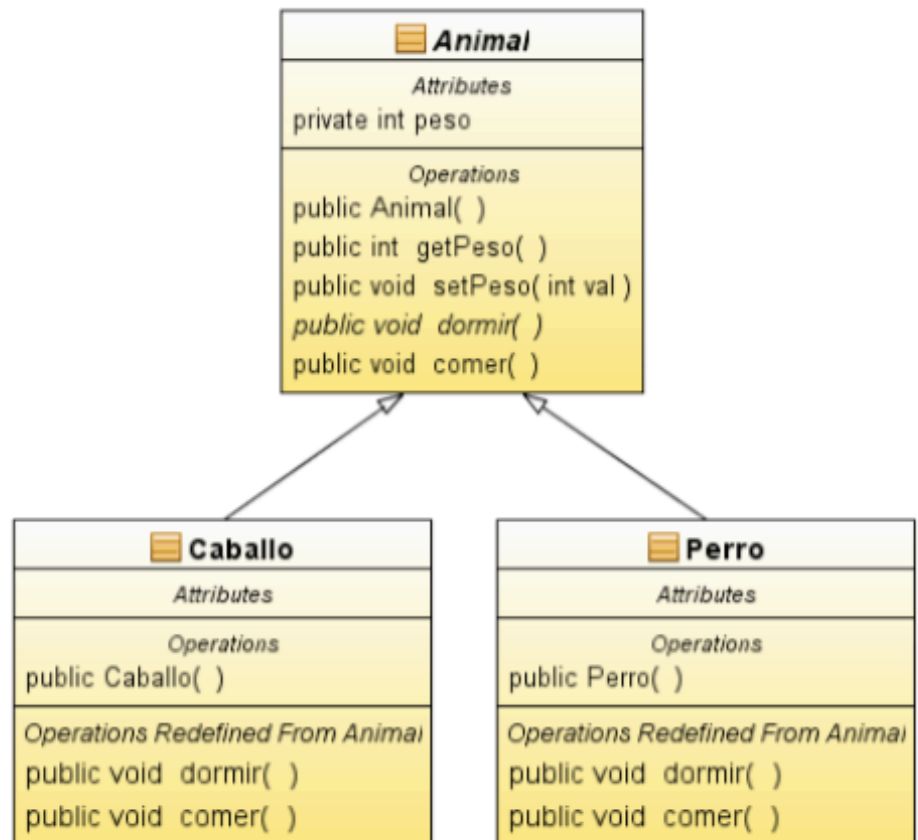 Animal
Attributes
private int peso
Operations
public Animal( )
public int getPeso( )
public void setPeso( int val )
public void dormir( )
public void comer( )
Caballo
Attributes
Operations
public Caballo( )
Operations Redefined From Animal
public void dormir( )
public void comer( )
Perro
Attributes
Operations
public Perro( )
Operations Redefined From Animal
public void dormir( )
public void comer( )